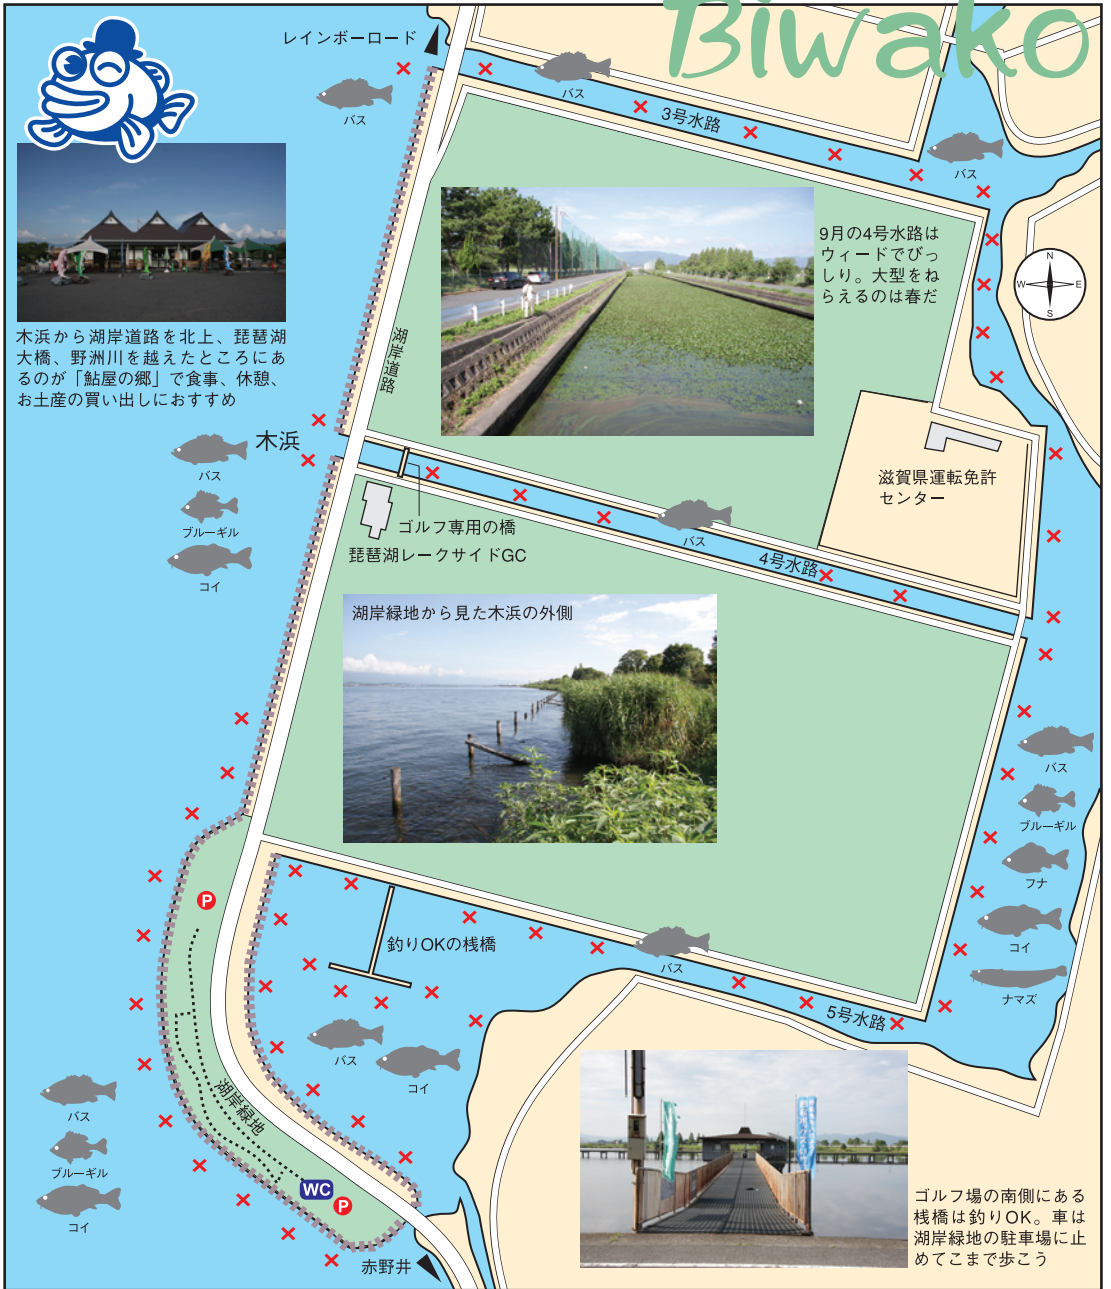 Biwako
レインボーロード
バス
バス
3号水路
バス
9月の4号水路は
ウィードでびっ
しり。大型をね
らえるのは春だ
N
W
E
S
木浜から湖岸道路を北上、琵琶湖
大橋、野洲川を越えたところにあ
るのが「鮎屋の郷」で食事、休憩、
お土産の買い出しにおすすめ
湖岸道路
木浜
バス
ブルーギル
コイ
滋賀県運転免許
センター
ゴルフ専用の橋
琵琶湖レークサイドGC
バス
4号水路
湖岸緑地から見た木浜の外側
バス
ブルーギル
フナ
コイ
ナマズ
P
釣りOKの桟橋
バス
5号水路
バス
コイ
湖岸緑地
バス
ブルーギル
コイ
WC
P
赤野井
ゴルフ場の南側にある
桟橋は釣りOK。車は
湖岸緑地の駐車場に止
めてこまで歩こう